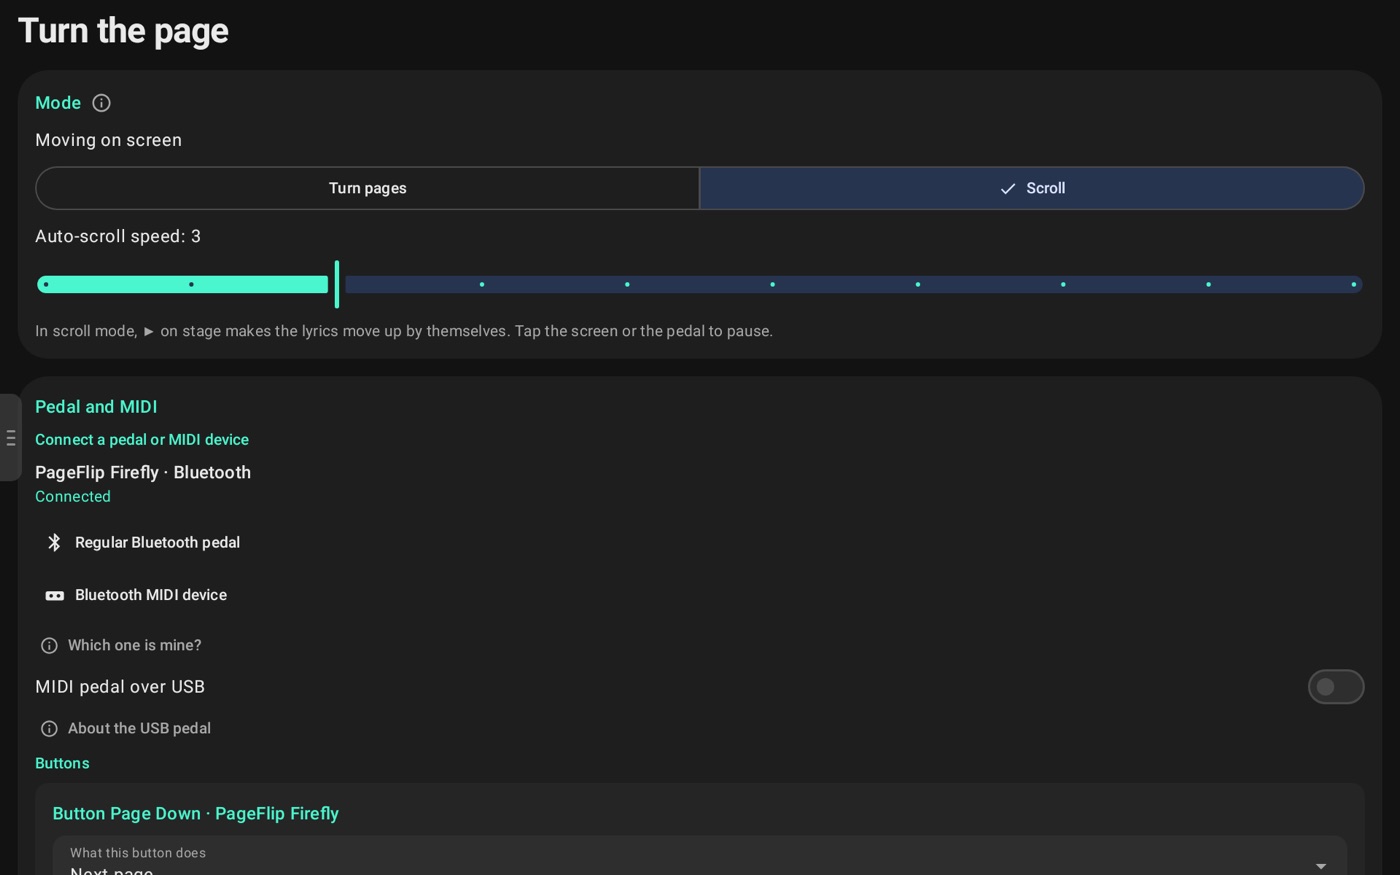 Turn the page
Mode
Moving on screen
Turn pages
Scroll
Auto-scroll speed: 3
In scroll mode, ► on stage makes the lyrics move up by themselves. Tap the screen or the pedal to pause.
Pedal and MIDI
Connect a pedal or MIDI device
PageFlip Firefly · Bluetooth
Connected
Regular Bluetooth pedal
Bluetooth MIDI device
Which one is mine?
MIDI pedal over USB
About the USB pedal
Buttons
Button Page Down · PageFlip Firefly
What this button does
Next page